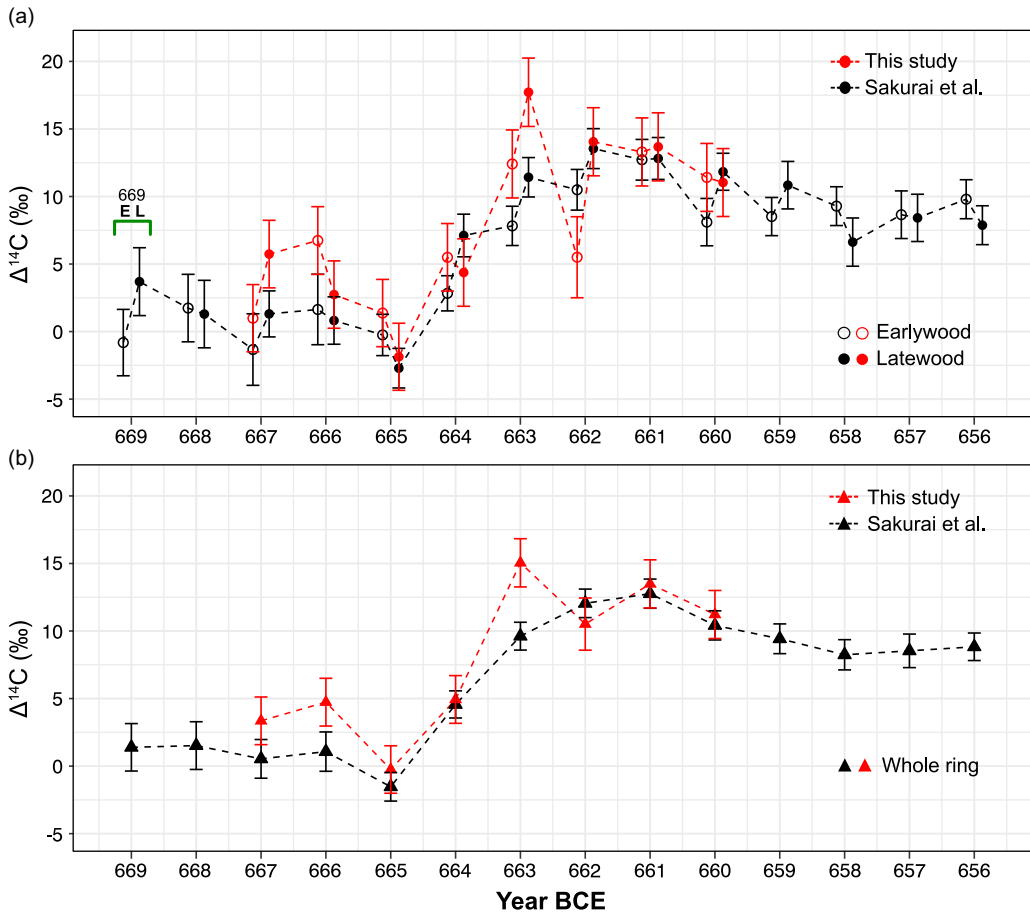 (a)
Δ¹⁴C (‰)
20
15
10
5
0
-5
This study
Sakurai et al.
669
E L
Earlywood
Latewood
669 668 667 666 665 664 663 662 661 660 659 658 657 656
(b)
Δ¹⁴C (‰)
20
15
10
5
0
-5
This study
Sakurai et al.
Whole ring
669 668 667 666 665 664 663 662 661 660 659 658 657 656
Year BCE